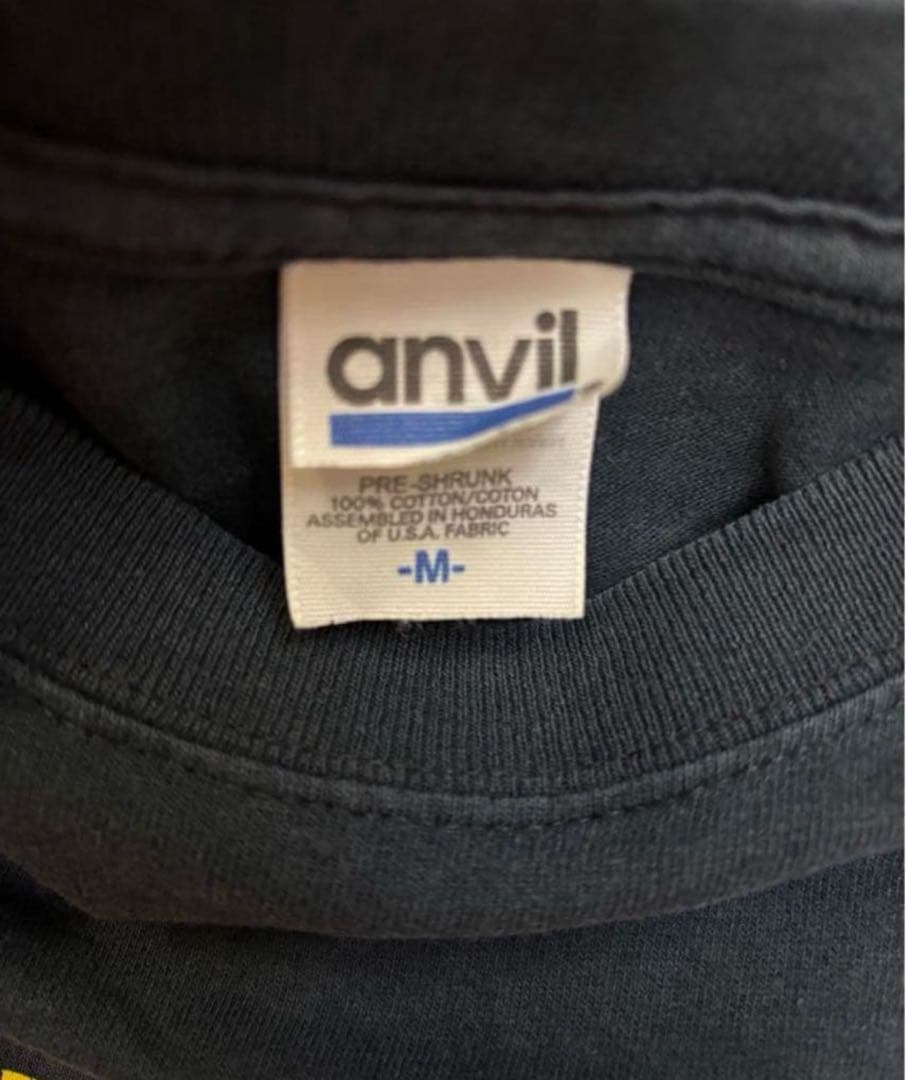 anvil
PRE-SHRUNK
100% COTTON/COTON
ASSEMBLED IN HONDURAS
OF U.S.A. FABRIC
-M-